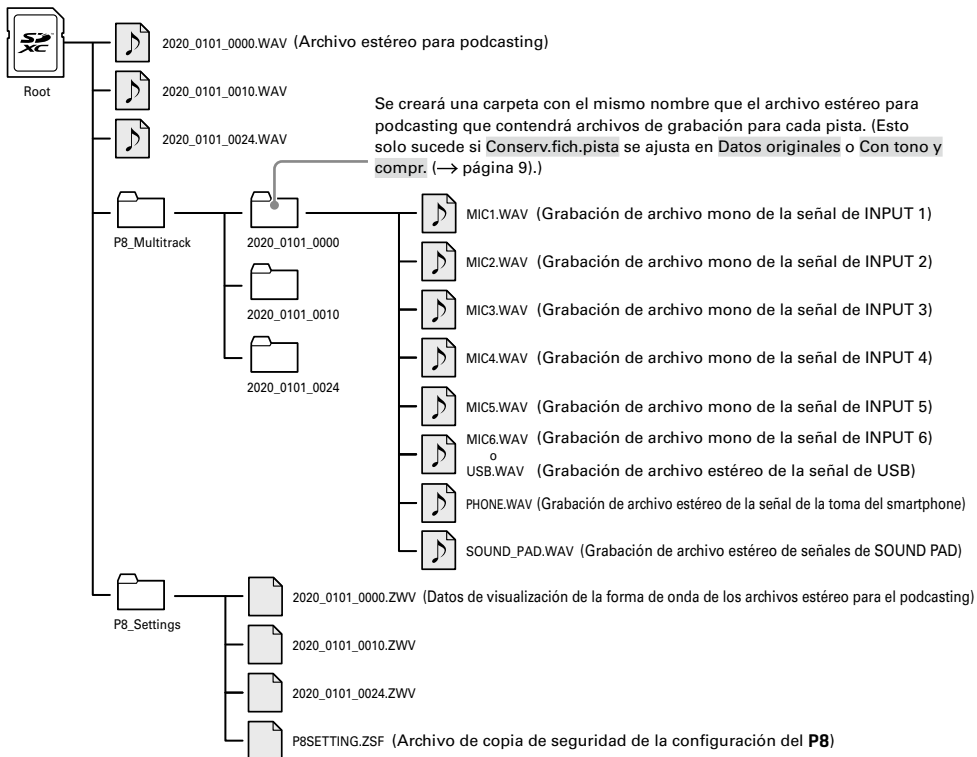 SD XC
Root
2020_0101_0000.WAV (Archivo estéreo para podcasting)
2020_0101_0010.WAV
2020_0101_0024.WAV
Se creará una carpeta con el mismo nombre que el archivo estéreo para
podcasting que contendrá archivos de grabación para cada pista. (Esto
solo sucede si Conserv.fich.pista se ajusta en Datos originales o Con tono y
compr. (→ página 9).)
P8_Multitrack
2020_0101_0000
2020_0101_0010
2020_0101_0024
MIC1.WAV (Grabación de archivo mono de la señal de INPUT 1)
MIC2.WAV (Grabación de archivo mono de la señal de INPUT 2)
MIC3.WAV (Grabación de archivo mono de la señal de INPUT 3)
MIC4.WAV (Grabación de archivo mono de la señal de INPUT 4)
MIC5.WAV (Grabación de archivo mono de la señal de INPUT 5)
MIC6.WAV (Grabación de archivo mono de la señal de INPUT 6)
o
USB.WAV (Grabación de archivo estéreo de la señal de USB)
PHONE.WAV (Grabación de archivo estéreo de la señal de la toma del smartphone)
SOUND_PAD.WAV (Grabación de archivo estéreo de señales de SOUND PAD)
P8_Settings
2020_0101_0000.ZWV (Datos de visualización de la forma de onda de los archivos estéreo para el podcasting)
2020_0101_0010.ZWV
2020_0101_0024.ZWV
P8SETTING.ZSF (Archivo de copia de seguridad de la configuración del P8)